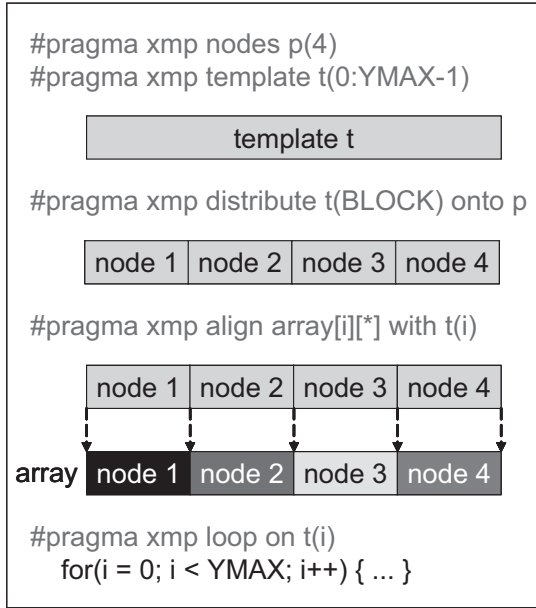 #pragma xmp nodes p(4)
#pragma xmp template t(0:YMAX-1)
template t
#pragma xmp distribute t(BLOCK) onto p
node 1 node 2 node 3 node 4
#pragma xmp align array[i][*] with t(i)
node 1 node 2 node 3 node 4
array node 1 node 2 node 3 node 4
#pragma xmp loop on t(i)
for(i = 0; i < YMAX; i++) { ... }